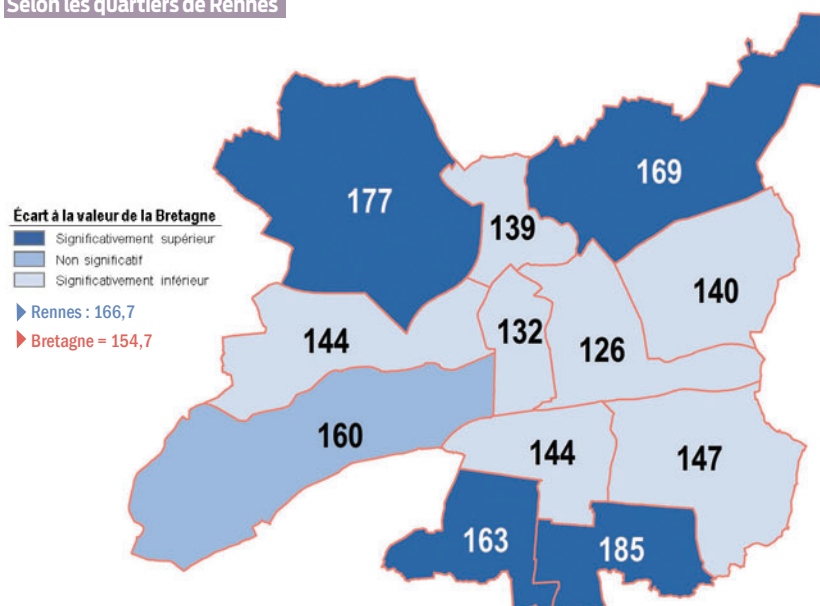 Selon les quartiers de Rennes
Écart à la valeur de la Bretagne
Significativement supérieur
Non significatif
Significativement inférieur
Rennes : 166,7
Bretagne = 154,7
177
169
139
140
144
132
126
160
144
147
163
185